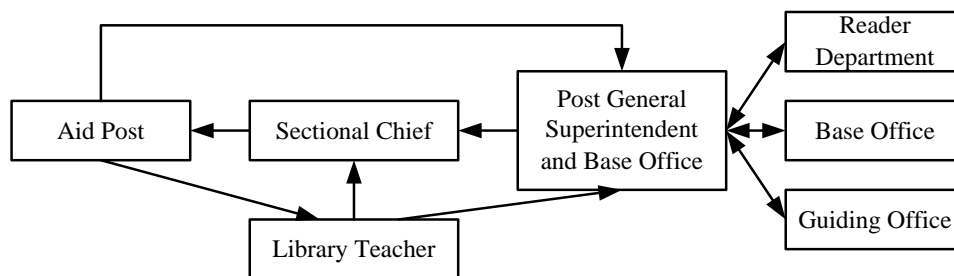 Reader
Department
Post General
Superintendent
and Base Office
Aid Post
Sectional Chief
Base Office
Library Teacher
Guiding Office